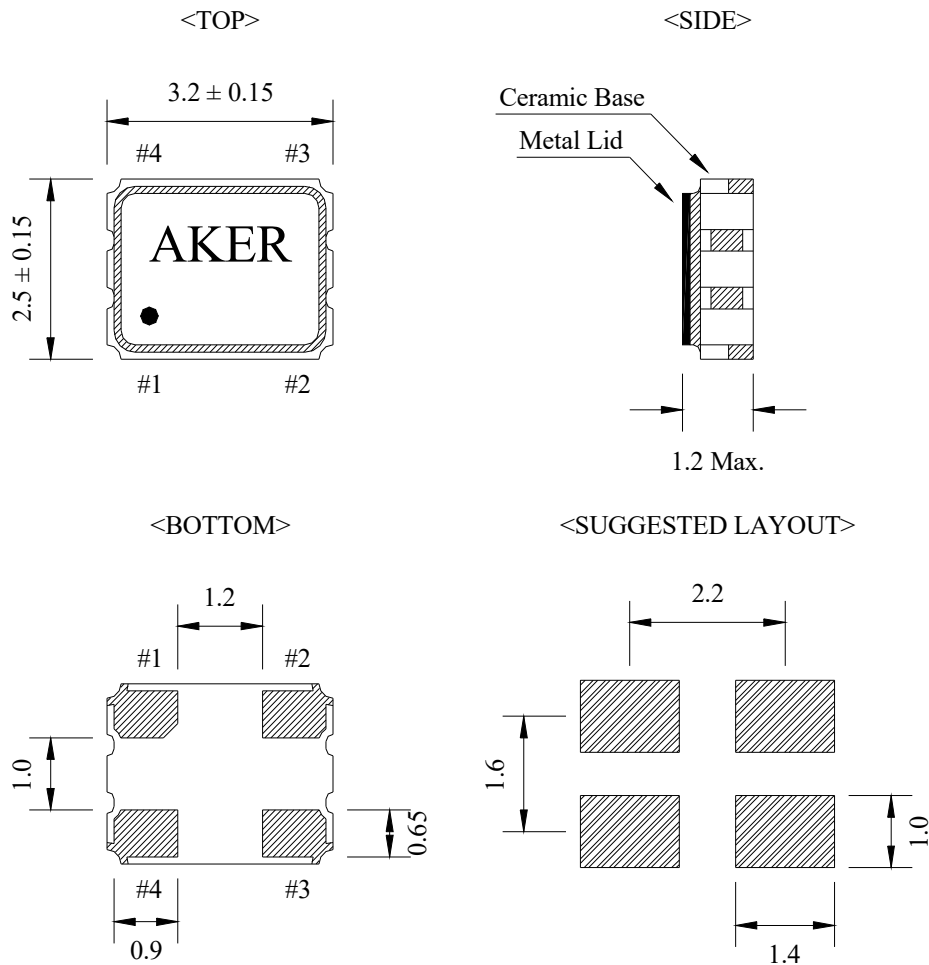 <TOP>
<SIDE>
3.2 ± 0.15
#4 #3
2.5 ± 0.15
AKER
#1 #2
Ceramic Base
Metal Lid
1.2 Max.
<BOTTOM>
<SUGGESTED LAYOUT>
1.2
#1 #2
1.0
0.65
#4 #3
0.9
2.2
1.6
1.0
1.4